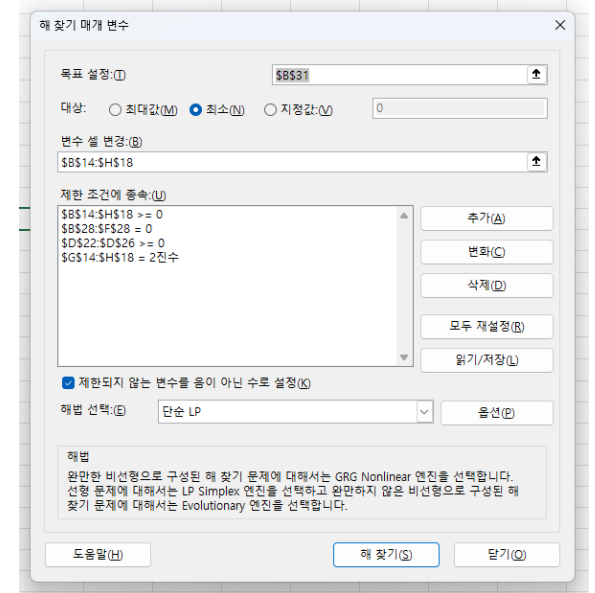 해 찾기 매개 변수
목표 설정:(T)
$B$31
대상:
최대값(M)
최소(N)
지정값:(V)
0
변수 셀 변경:(B)
$B$14:$H$18
제한 조건에 종속:(U)
$B$14:$H$18 >= 0
$B$28:$F$28 = 0
$D$22:$D$26 >= 0
$G$14:$H$18 = 2진수
추가(A)
변화(C)
삭제(D)
모두 재설정(R)
읽기/저장(L)
제한되지 않는 변수를 음이 아닌 수로 설정(K)
해법 선택:(E)
단순 LP
옵션(P)
해법
완만한 비선형으로 구성된 해 찾기 문제에 대해서는 GRG Nonlinear 엔진을 선택합니다.
선형 문제에 대해서는 LP Simplex 엔진을 선택하고 완만하지 않은 비선형으로 구성된 해
찾기 문제에 대해서는 Evolutionary 엔진을 선택합니다.
도움말(H)
해 찾기(S)
닫기(O)